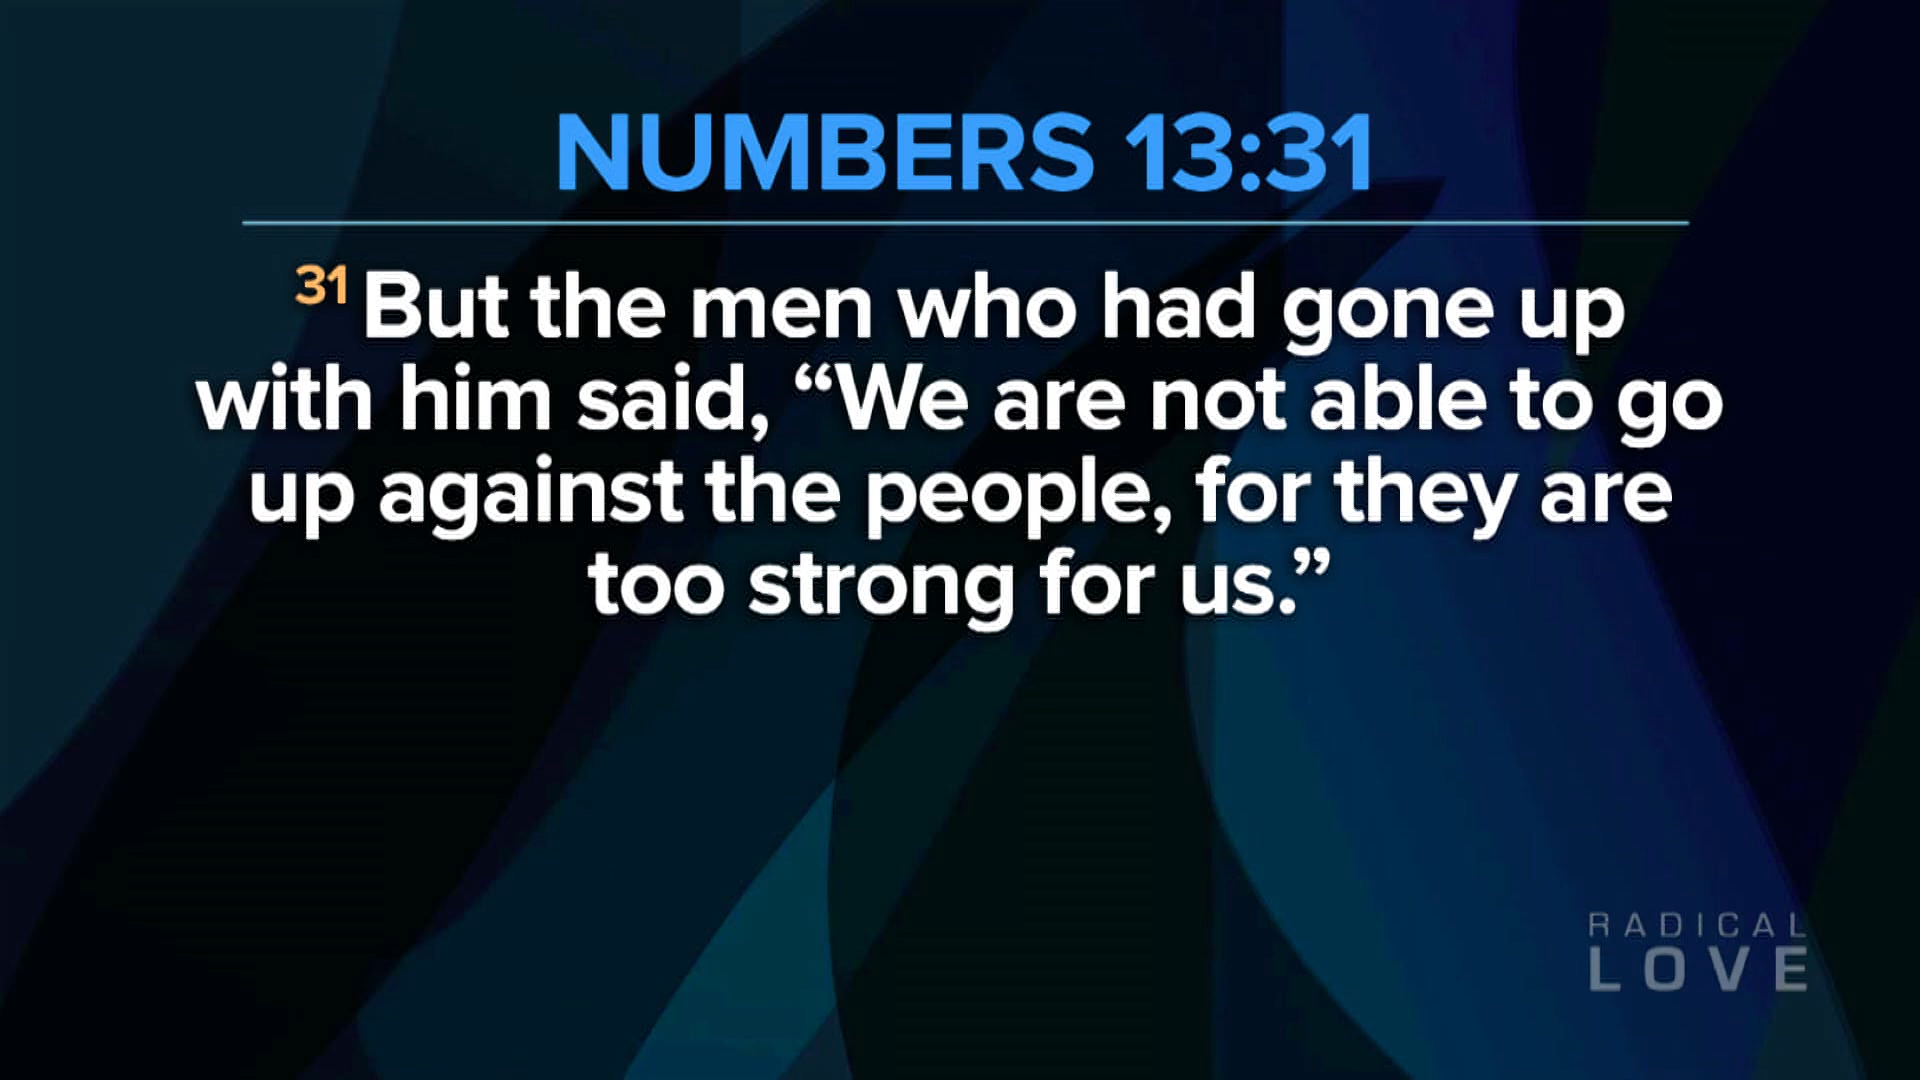 NUMBERS 13:31
31 But the men who had gone up
with him said, “We are not able to go
up against the people, for they are
too strong for us.”
RADICAL
LOVE